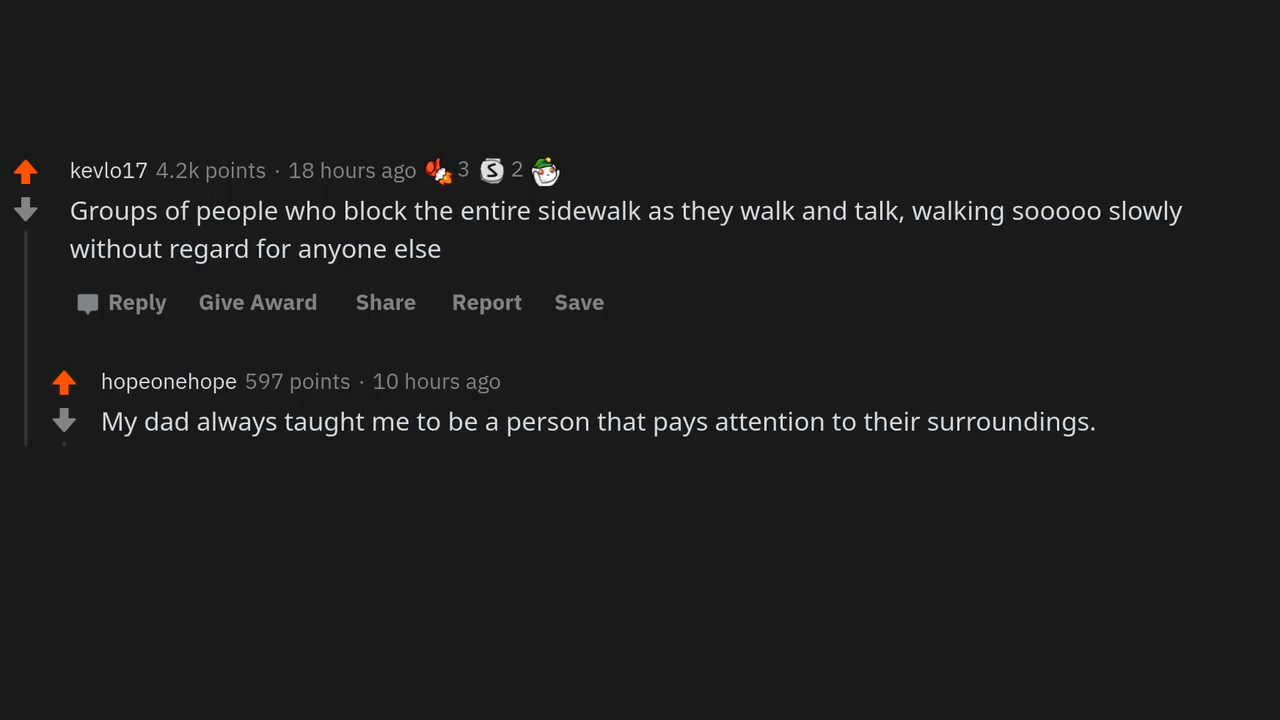 kevlo17 4.2k points · 18 hours ago 3 S 2
Groups of people who block the entire sidewalk as they walk and talk, walking sooooo slowly
without regard for anyone else
Reply Give Award Share Report Save
hopeonehope 597 points · 10 hours ago
My dad always taught me to be a person that pays attention to their surroundings.